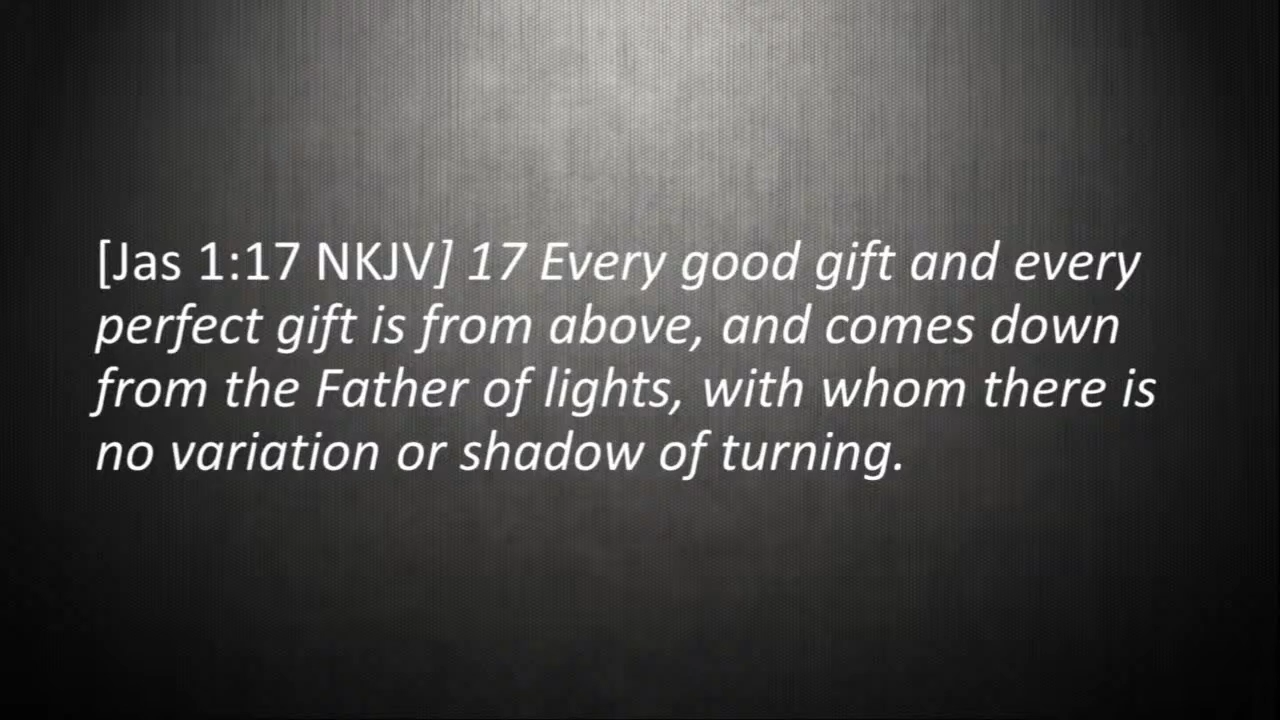 [Jas 1:17 NKJV] 17 Every good gift and every
perfect gift is from above, and comes down
from the Father of lights, with whom there is
no variation or shadow of turning.